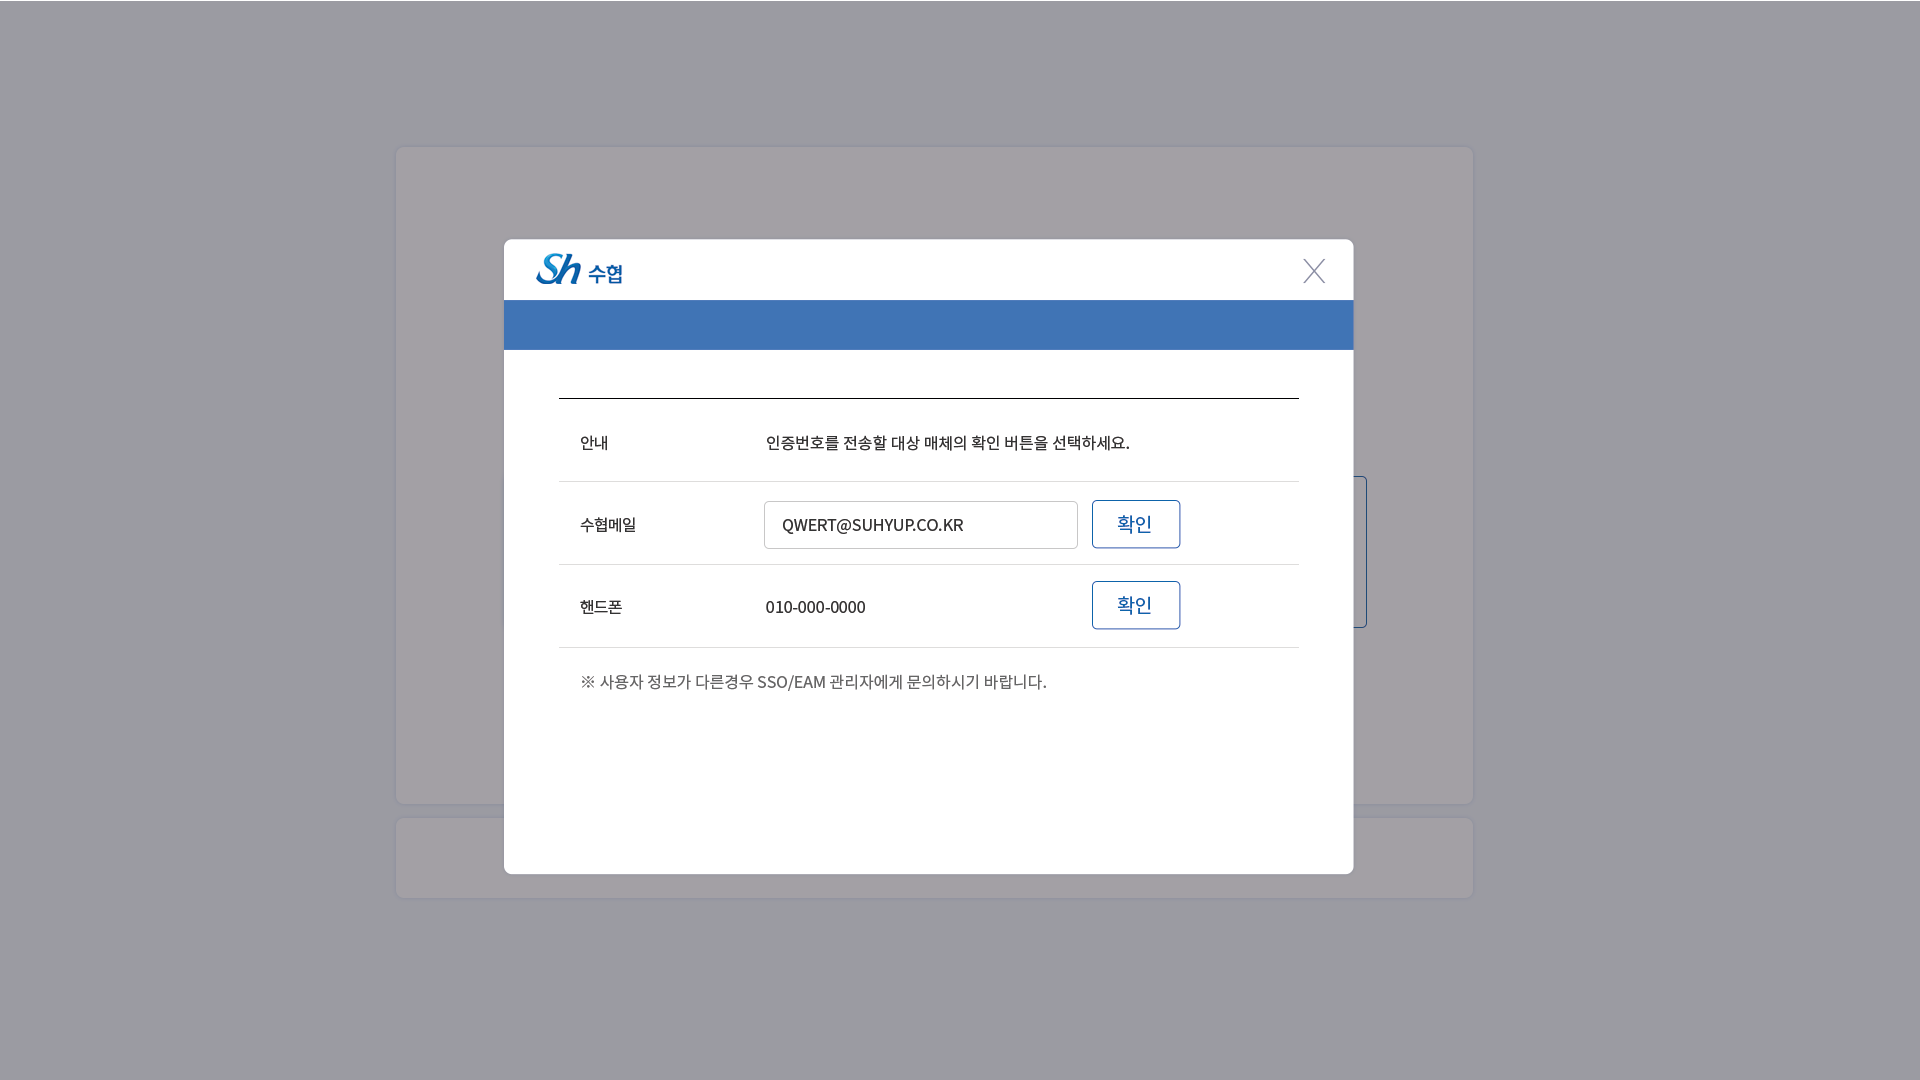 Sh 수협
안내
인증번호를 전송할 대상 매체의 확인 버튼을 선택하세요.
수협메일
QWERT@SUHYUP.CO.KR
확인
핸드폰
010-000-0000
확인
※ 사용자 정보가 다른경우 SSO/EAM 관리자에게 문의하시기 바랍니다.